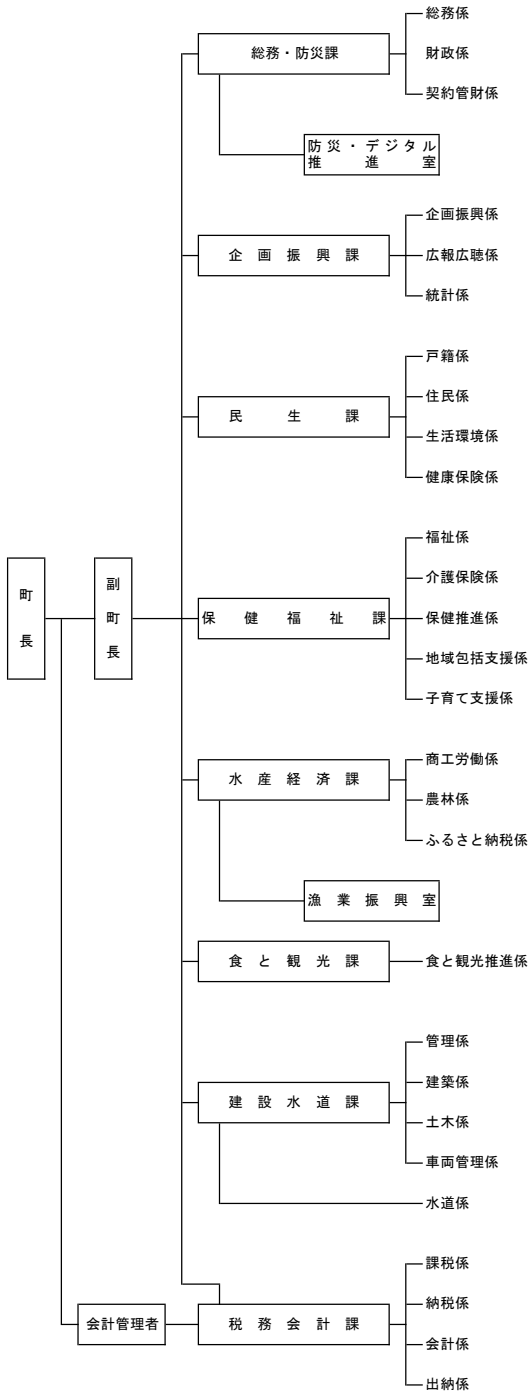 町長
副町長
会計管理者
総務・防災課
総務係
財政係
契約管財係
防災・デジタル
推進室
企画振興課
企画振興係
広報広聴係
統計係
民生課
戸籍係
住民係
生活環境係
健康保険係
保健福祉課
福祉係
介護保険係
保健推進係
地域包括支援係
子育て支援係
水産経済課
商工労働係
農林係
ふるさと納税係
漁業振興室
食と観光課
食と観光推進係
建設水道課
管理係
建築係
土木係
車両管理係
水道係
税務会計課
課税係
納税係
会計係
出納係